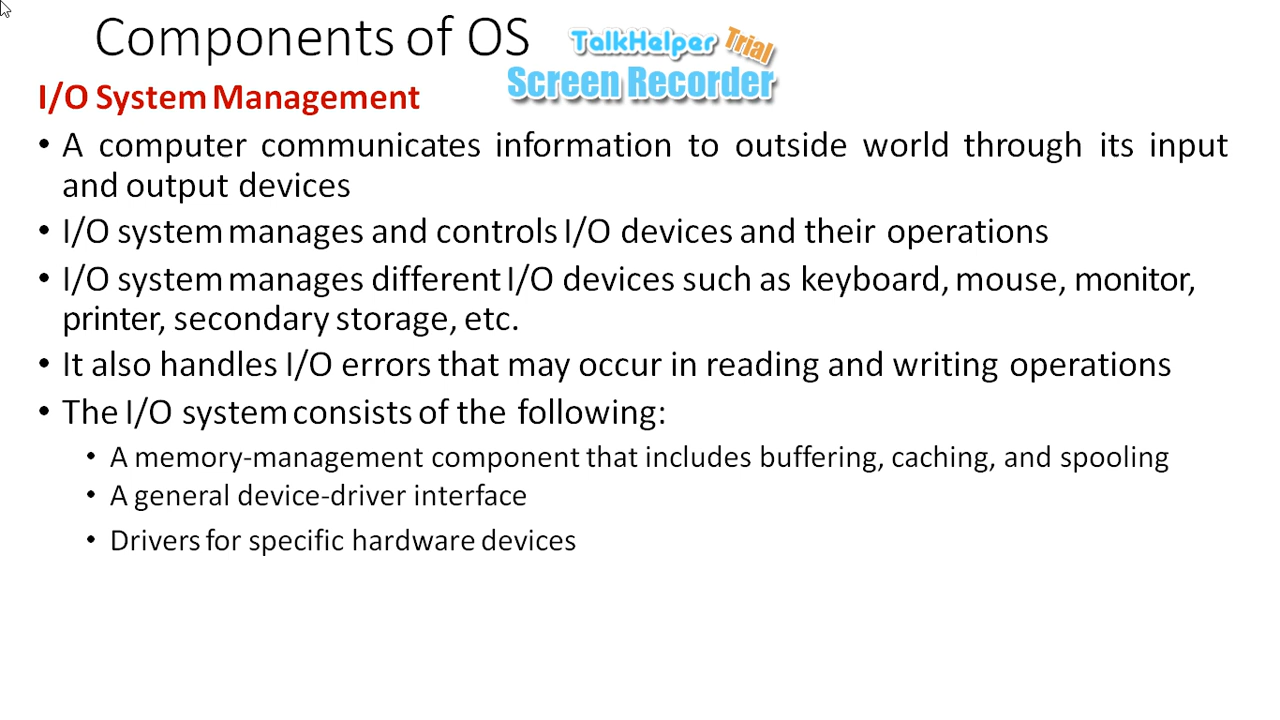 Components of OS
TalkHelper Trial
Screen Recorder
I/O System Management
• A computer communicates information to outside world through its input
and output devices
• I/O system manages and controls I/O devices and their operations
• I/O system manages different I/O devices such as keyboard, mouse, monitor,
printer, secondary storage, etc.
• It also handles I/O errors that may occur in reading and writing operations
• The I/O system consists of the following:
• A memory-management component that includes buffering, caching, and spooling
• A general device-driver interface
• Drivers for specific hardware devices